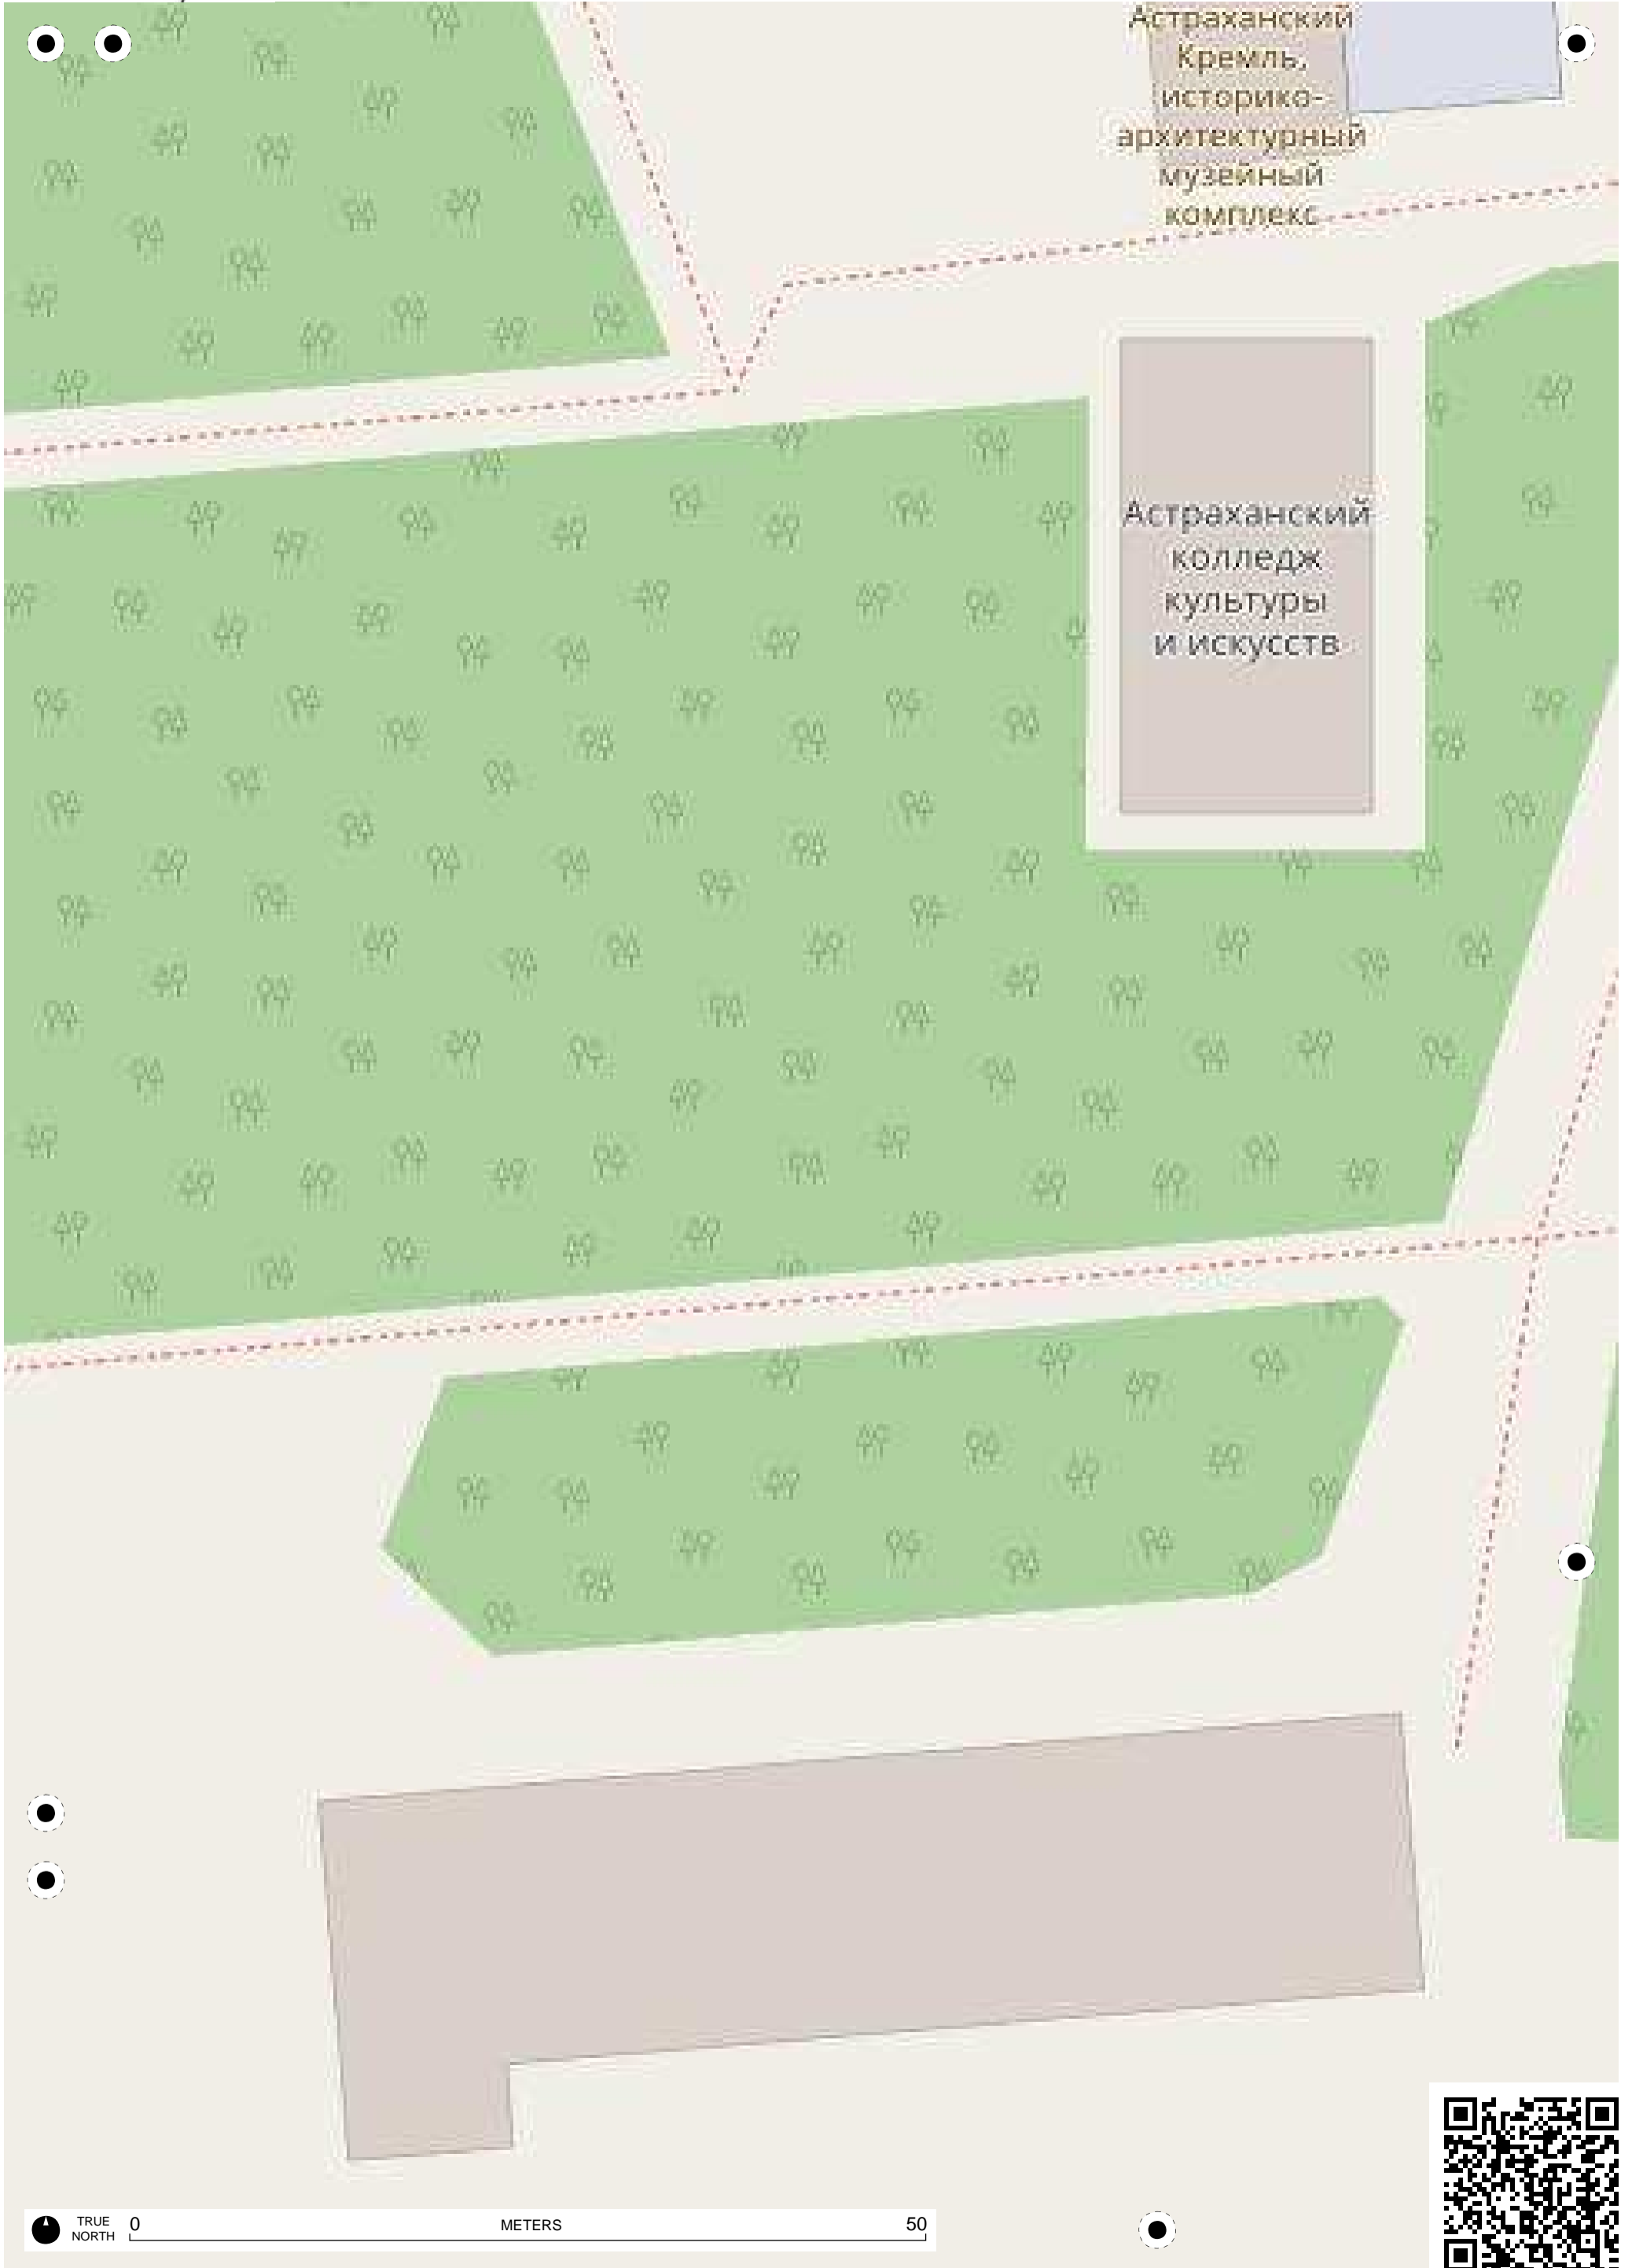 Астраханский
Кремль,
историко-
архитектурный
музейный
комплекс
Астраханский
колледж
культуры
и искусств
TRUE
NORTH
0 METERS 50